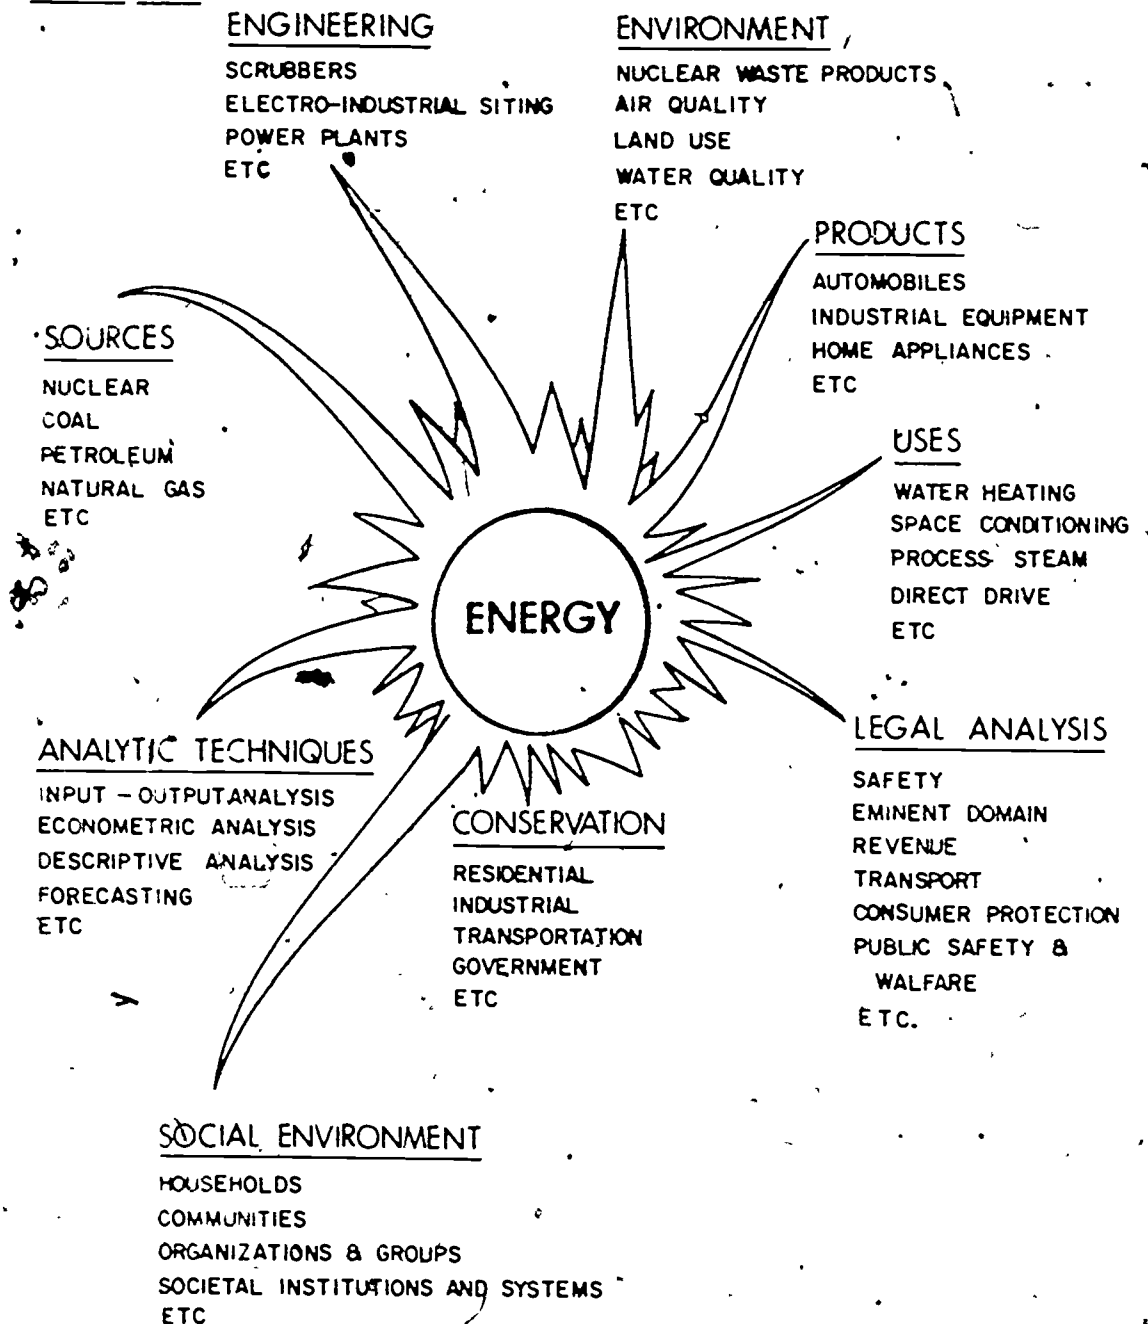 ENGINEERING
SCRUBBERS
ELECTRO-INDUSTRIAL SITING
POWER PLANTS
ETC
ENVIRONMENT
NUCLEAR WASTE PRODUCTS
AIR QUALITY
LAND USE
WATER QUALITY
ETC
PRODUCTS
AUTOMOBILES
INDUSTRIAL EQUIPMENT
HOME APPLIANCES
ETC
SOURCES
NUCLEAR
COAL
PETROLEUM
NATURAL GAS
ETC
USES
WATER HEATING
SPACE CONDITIONING
PROCESS STEAM
DIRECT DRIVE
ETC
ENERGY
ANALYTIC TECHNIQUES
INPUT - OUTPUT ANALYSIS
ECONOMETRIC ANALYSIS
DESCRIPTIVE ANALYSIS
FORECASTING
ETC
CONSERVATION
RESIDENTIAL
INDUSTRIAL
TRANSPORTATION
GOVERNMENT
ETC
LEGAL ANALYSIS
SAFETY
EMINENT DOMAIN
REVENUE
TRANSPORT
CONSUMER PROTECTION
PUBLIC SAFETY &
WALFARE
ETC.
SOCIAL ENVIRONMENT
HOUSEHOLDS
COMMUNITIES
ORGANIZATIONS & GROUPS
SOCIETAL INSTITUTIONS AND SYSTEMS
ETC